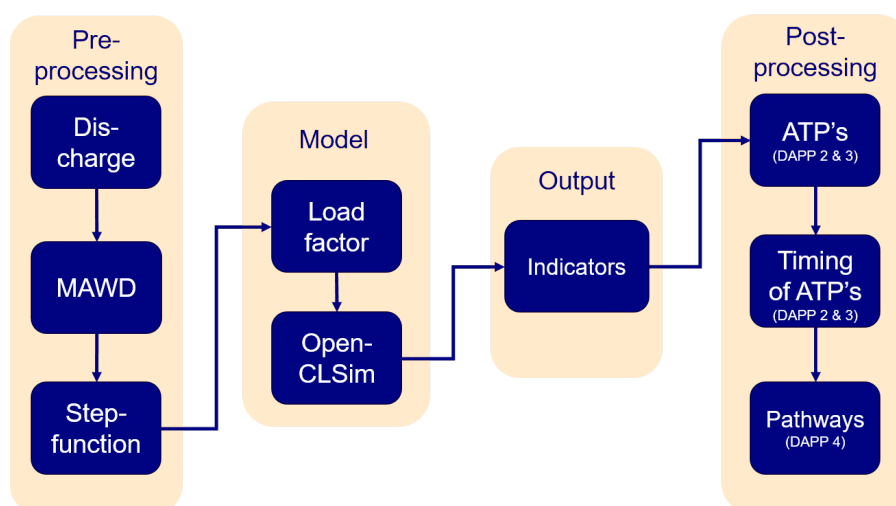 Pre-
processing
Dis-
charge
MAWD
Step-
function
Model
Load
factor
Open-
CLSim
Output
Indicators
Post-
processing
ATP's
(DAPP 2 & 3)
Timing
of ATP's
(DAPP 2 & 3)
Pathways
(DAPP 4)